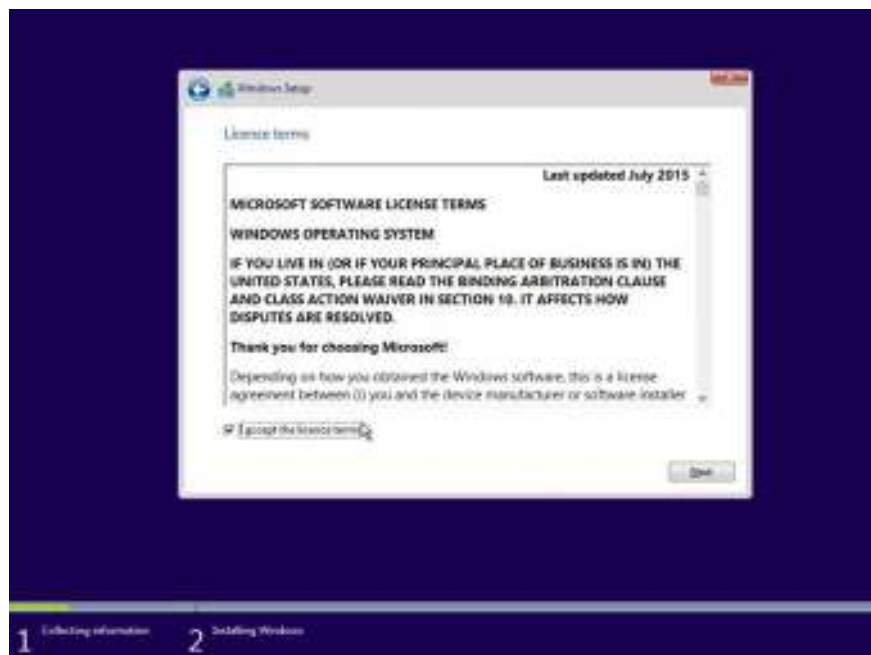 Windows Setup
Licence terms
Last updated July 2015
MICROSOFT SOFTWARE LICENSE TERMS
WINDOWS OPERATING SYSTEM
IF YOU LIVE IN (OR IF YOUR PRINCIPAL PLACE OF BUSINESS IS IN) THE
UNITED STATES, PLEASE READ THE BINDING ARBITRATION CLAUSE
AND CLASS ACTION WAIVER IN SECTION 10. IT AFFECTS HOW
DISPUTES ARE RESOLVED.
Thank you for choosing Microsoft!
Depending on how you obtained the Windows software, this is a license
agreement between (i) you and the device manufacturer or software installer
I accept the licence terms
Next
1 Collecting information
2 Installing Windows